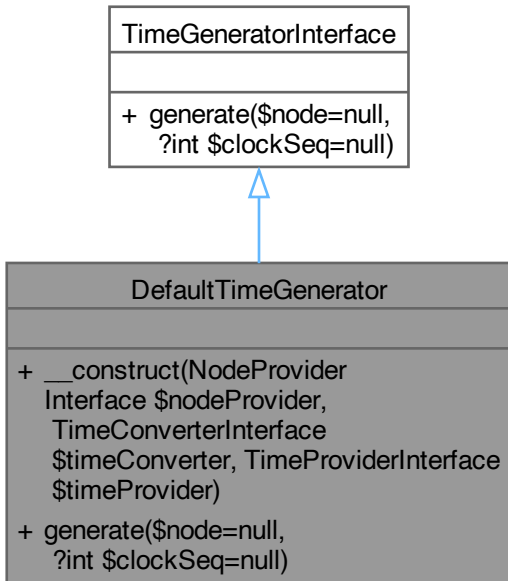 TimeGeneratorInterface
+ generate($node=null,
?int $clockSeq=null)
DefaultTimeGenerator
+ __construct(NodeProvider
Interface $nodeProvider,
TimeConverterInterface
$timeConverter, TimeProviderInterface
$timeProvider)
+ generate($node=null,
?int $clockSeq=null)